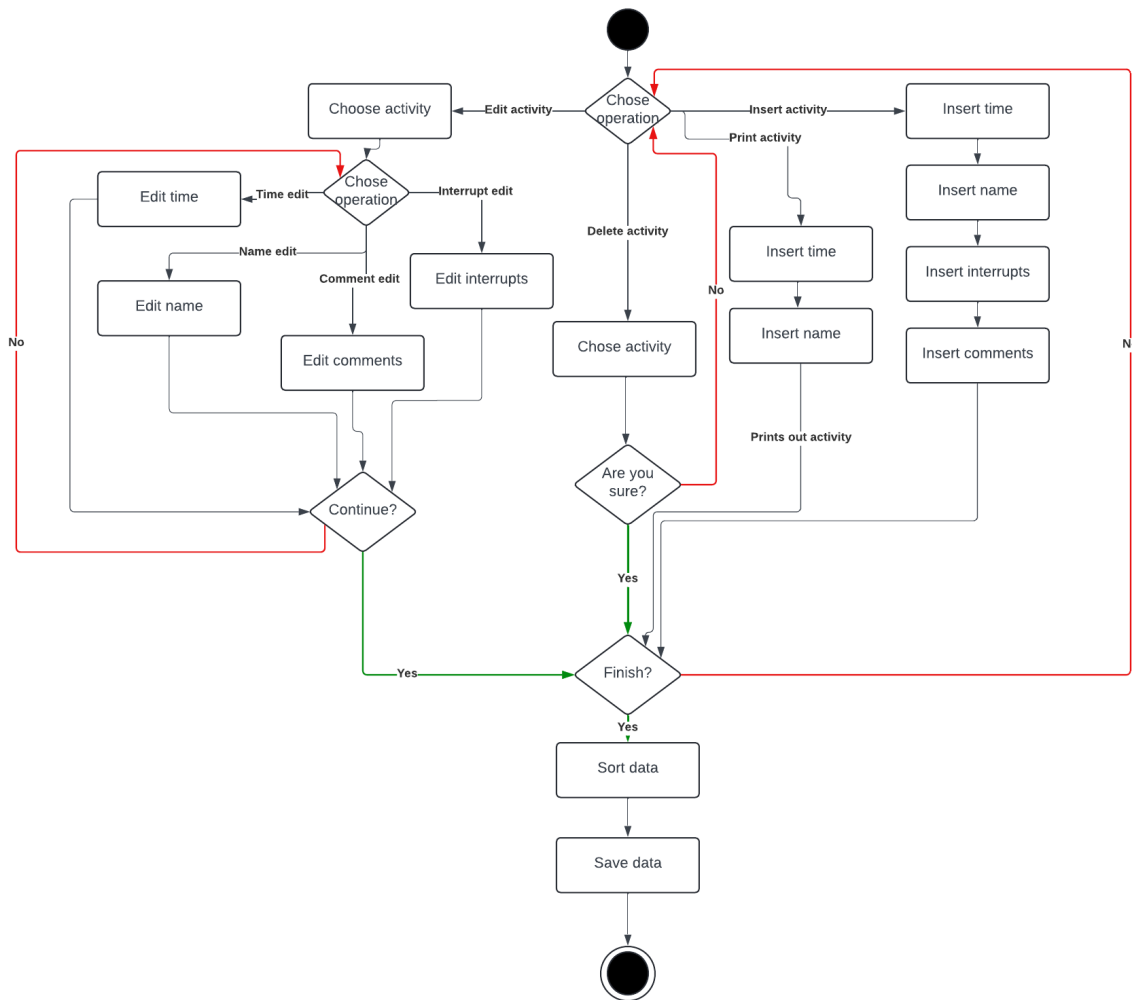 Chose
operation
Choose activity
Edit activity
Insert activity
Insert time
Print activity
Chose
operation
Time edit
Interrupt edit
Edit time
Insert name
Delete activity
Name edit
Insert time
Comment edit
Edit interrupts
Insert interrupts
No
Edit name
Insert name
No
N
Chose activity
Edit comments
Insert comments
Prints out activity
Are you
sure?
Continue?
Yes
Finish?
Yes
Yes
Sort data
Save data